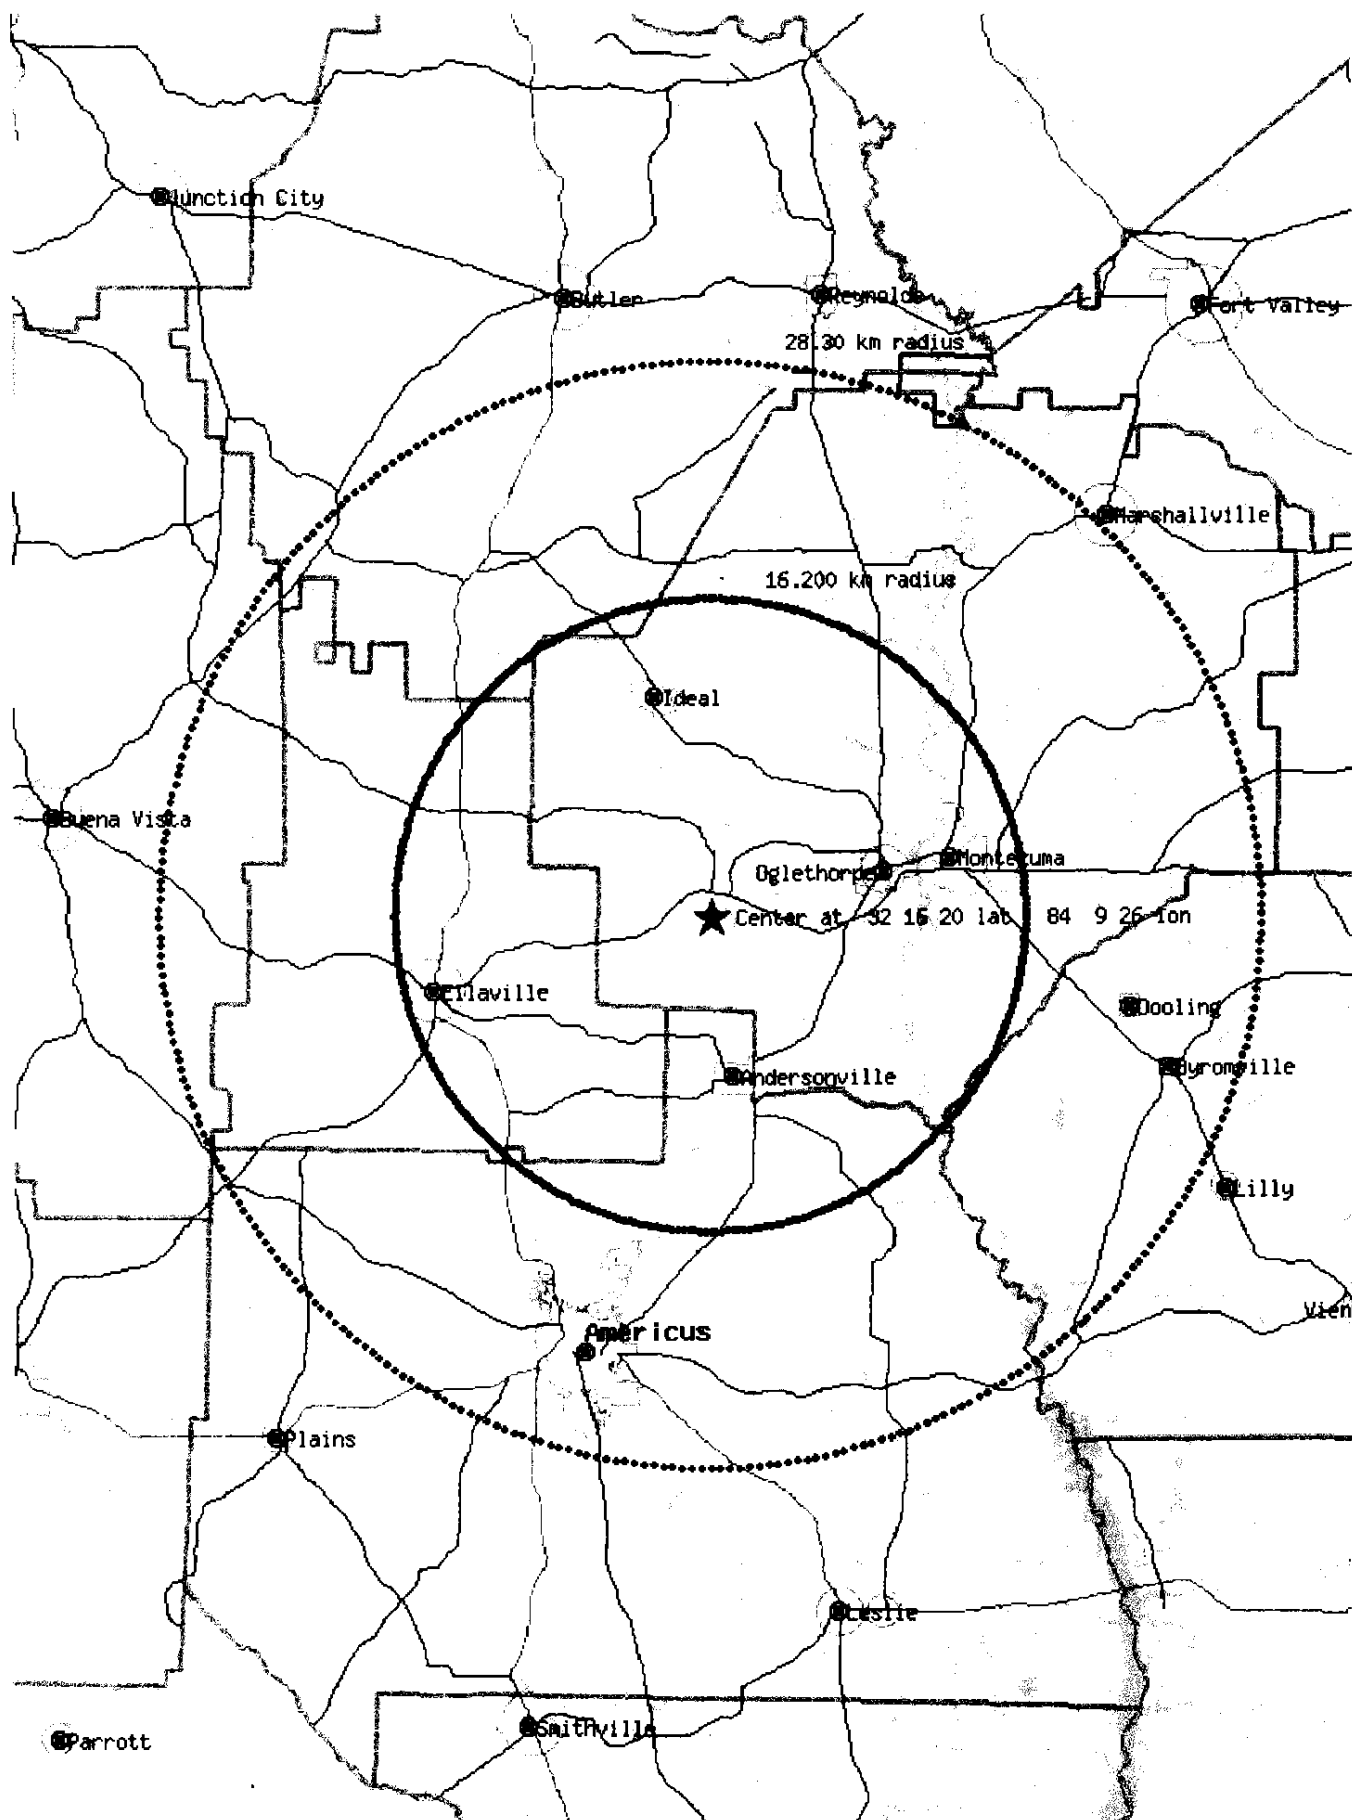 Junction City
Butler
Reynolds
Fort Valley
28.30 km radius
Marshallville
16.200 km radius
Ideal
Buena Vista
Oglethorpe
Montezuma
Center at 32 16 20 lat 84 9 26 lon
Ellaville
Dooling
Andersonville
Byromville
Lilly
Vien
Americus
Plains
Leslie
Smithville
Parrott